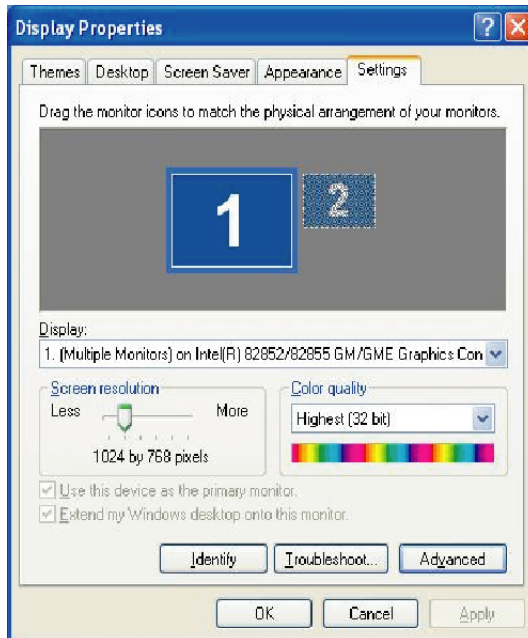 Display Properties
Themes Desktop Screen Saver Appearance Settings
Drag the monitor icons to match the physical arrangement of your monitors.
1 2
Display:
1. (Multiple Monitors) on Intel(R) 82852/82855 GM/GME Graphics Con
Screen resolution Color quality
Less More Highest (32 bit)
1024 by 768 pixels
Use this device as the primary monitor.
Extend my Windows desktop onto this monitor.
Identify Troubleshoot... Advanced
OK Cancel Apply